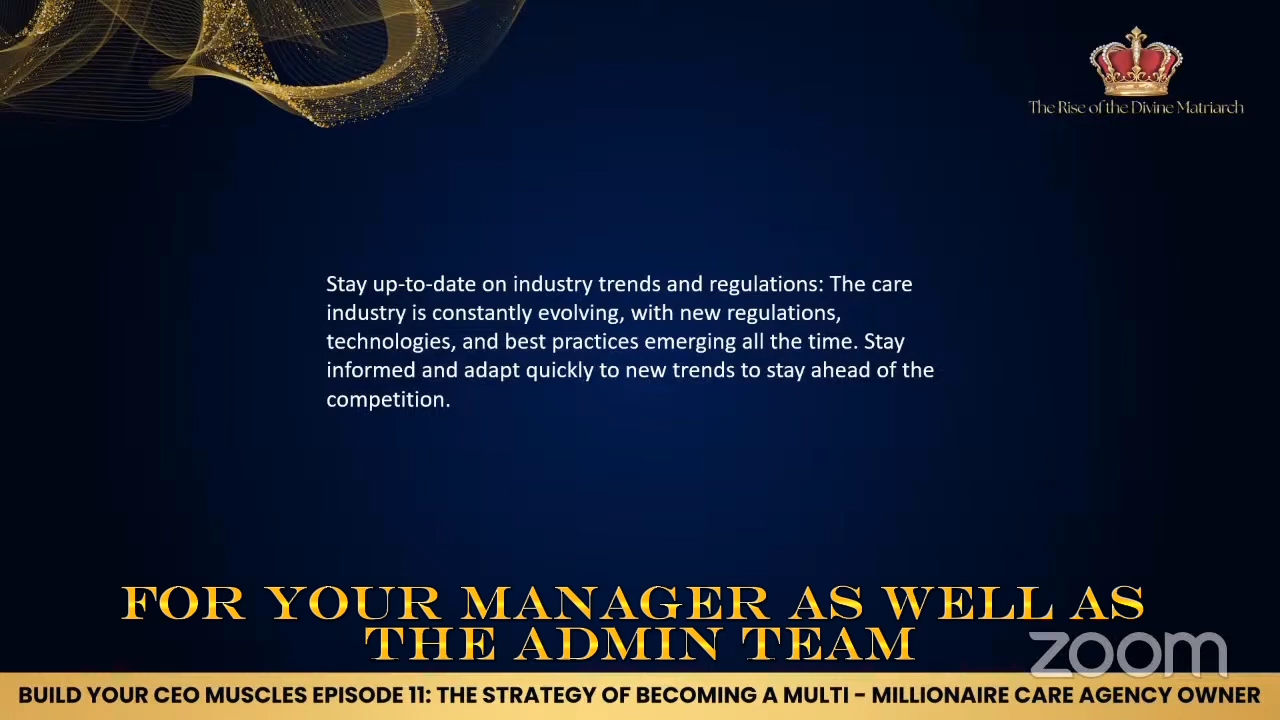 The Rise of the Divine Matriarch
Stay up-to-date on industry trends and regulations: The care
industry is constantly evolving, with new regulations,
technologies, and best practices emerging all the time. Stay
informed and adapt quickly to new trends to stay ahead of the
competition.
FOR YOUR MANAGER AS WELL AS
THE ADMIN TEAM
zoom
BUILD YOUR CEO MUSCLES EPISODE 11: THE STRATEGY OF BECOMING A MULTI - MILLIONAIRE CARE AGENCY OWNER